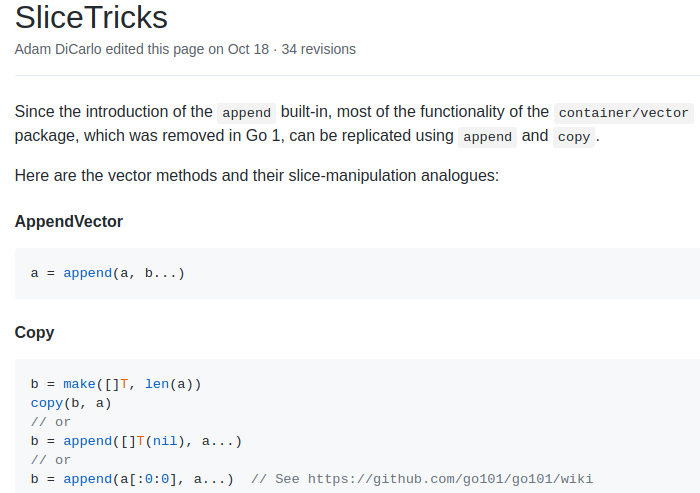 SliceTricks
Adam DiCarlo edited this page on Oct 18 · 34 revisions
Since the introduction of the append built-in, most of the functionality of the container/vector
package, which was removed in Go 1, can be replicated using append and copy.
Here are the vector methods and their slice-manipulation analogues:
AppendVector
a = append(a, b...)
Copy
b = make([]T, len(a))
copy(b, a)
// or
b = append([]T(nil), a...)
// or
b = append(a[:0:0], a...)  // See https://github.com/go101/go101/wiki